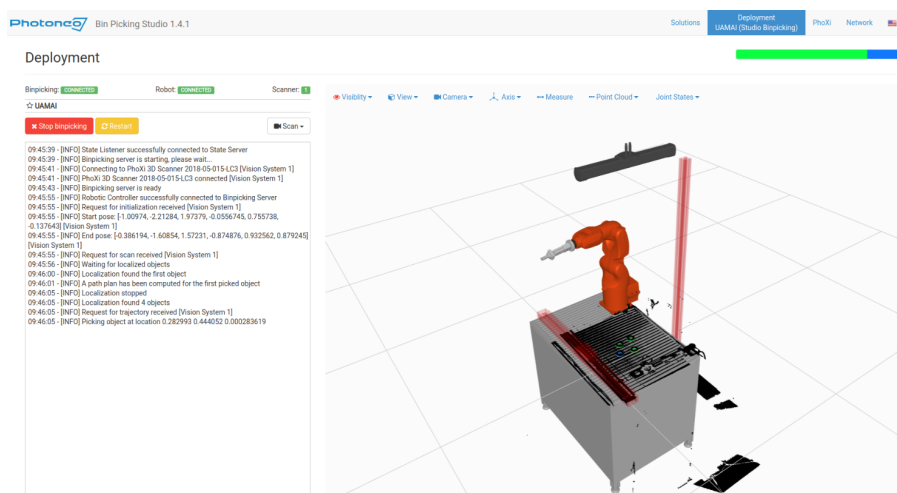 Photoneo Bin Picking Studio 1.4.1
Solutions
Deployment
UAMAI (Studio Binpicking)
PhoXi
Network
Deployment
Binpicking: CONNECTED Robot: CONNECTED Scanner: 1
UAMAI
Stop binpicking Restart Scan
Visiblity View Camera Axis Measure Point Cloud Joint States
09:45:39 - [INFO] State Listener successfully connected to State Server
09:45:39 - [INFO] Binpicking server is starting, please wait...
09:45:41 - [INFO] Connecting to PhoXi 3D Scanner 2018-05-015-LC3 [Vision System 1]
09:45:41 - [INFO] PhoXi 3D Scanner 2018-05-015-LC3 connected [Vision System 1]
09:45:43 - [INFO] Binpicking server is ready
09:45:55 - [INFO] Robotic Controller successfully connected to Binpicking Server
09:45:55 - [INFO] Request for initialization received [Vision System 1]
09:45:55 - [INFO] Start pose: [-1.00974, -2.21284, 1.97379, -0.0556745, 0.755738,
-0.137643] [Vision System 1]
09:45:55 - [INFO] End pose: [-0.386194, -1.60854, 1.57231, -0.874876, 0.932562, 0.879245]
[Vision System 1]
09:45:55 - [INFO] Request for scan received [Vision System 1]
09:45:56 - [INFO] Waiting for localized objects
09:46:00 - [INFO] Localization found the first object
09:46:01 - [INFO] A path plan has been computed for the first picked object
09:46:05 - [INFO] Localization stopped
09:46:05 - [INFO] Localization found 4 objects
09:46:05 - [INFO] Request for trajectory received [Vision System 1]
09:46:05 - [INFO] Picking object at location 0.282993 0.444052 0.000283619